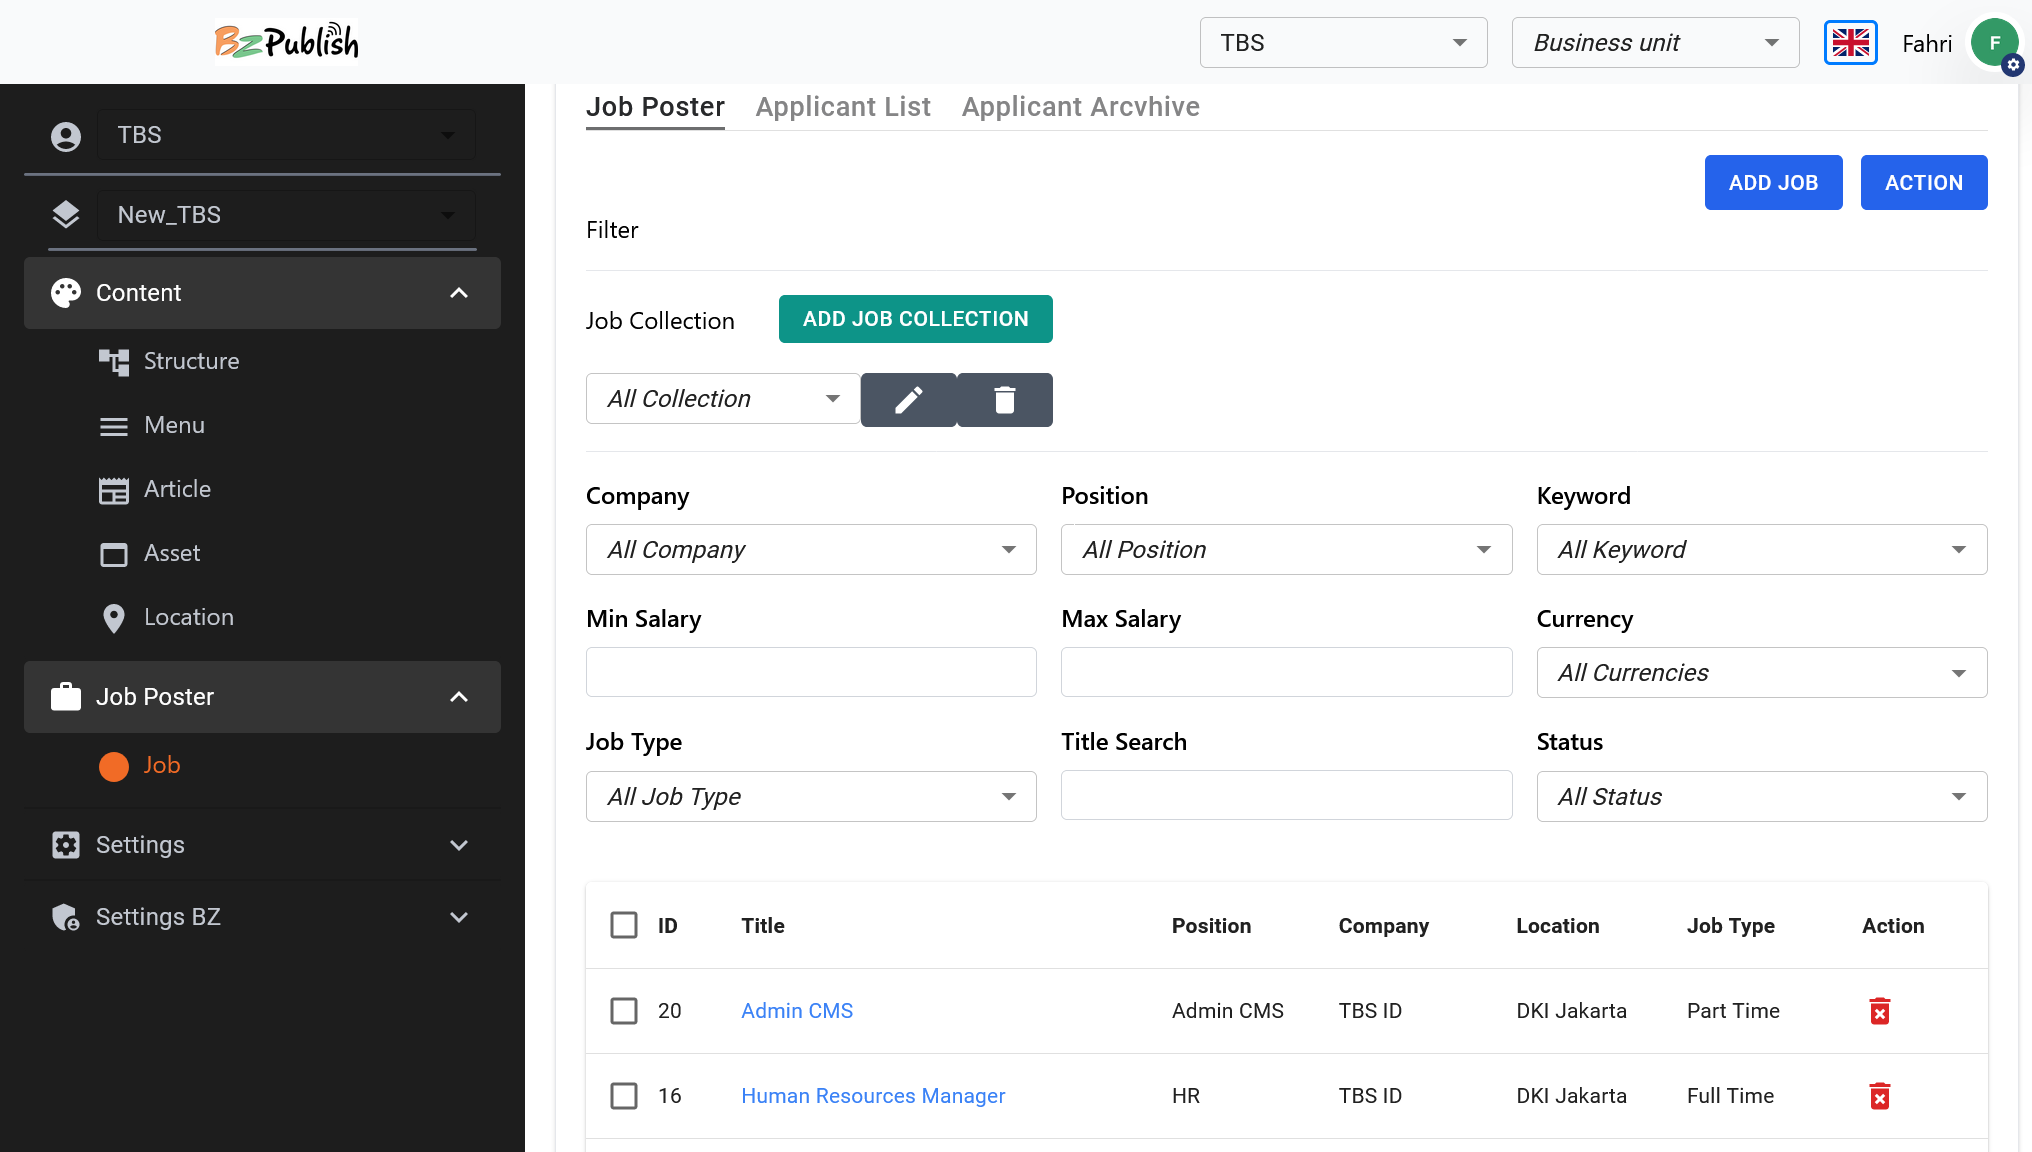 BzPublish
TBS
Business unit
Fahri
F
TBS
New_TBS
Content
Structure
Menu
Article
Asset
Location
Job Poster
Job
Settings
Settings BZ
Job Poster Applicant List Applicant Arcvhive
ADD JOB ACTION
Filter
Job Collection ADD JOB COLLECTION
All Collection
Company Position Keyword
All Company All Position All Keyword
Min Salary Max Salary Currency
All Currencies
Job Type Title Search Status
All Job Type All Status
ID Title Position Company Location Job Type Action
20 Admin CMS Admin CMS TBS ID DKI Jakarta Part Time
16 Human Resources Manager HR TBS ID DKI Jakarta Full Time